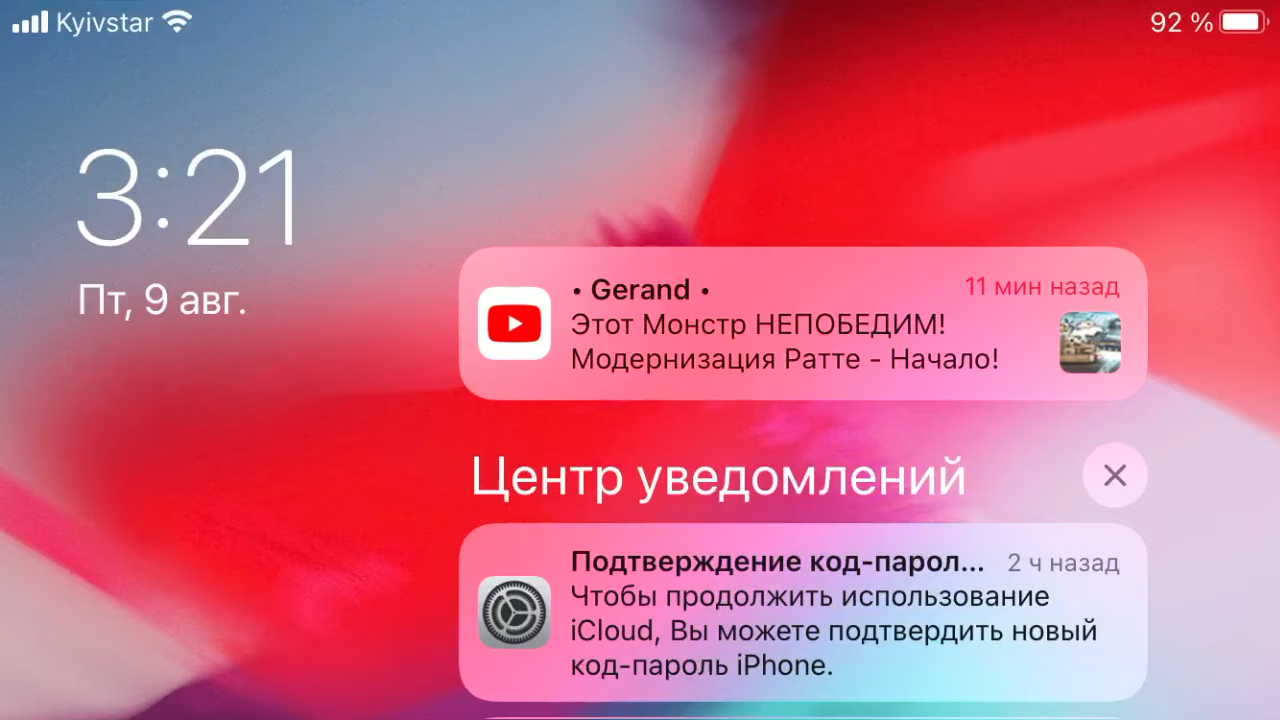 Kyivstar
92 %
3:21
Пт, 9 авг.
• Gerand •
11 мин назад
Этот Монстр НЕПОБЕДИМ!
Модернизация Ратте - Начало!
Центр уведомлений
Подтверждение код-парол...
2 ч назад
Чтобы продолжить использование
iCloud, Вы можете подтвердить новый
код-пароль iPhone.